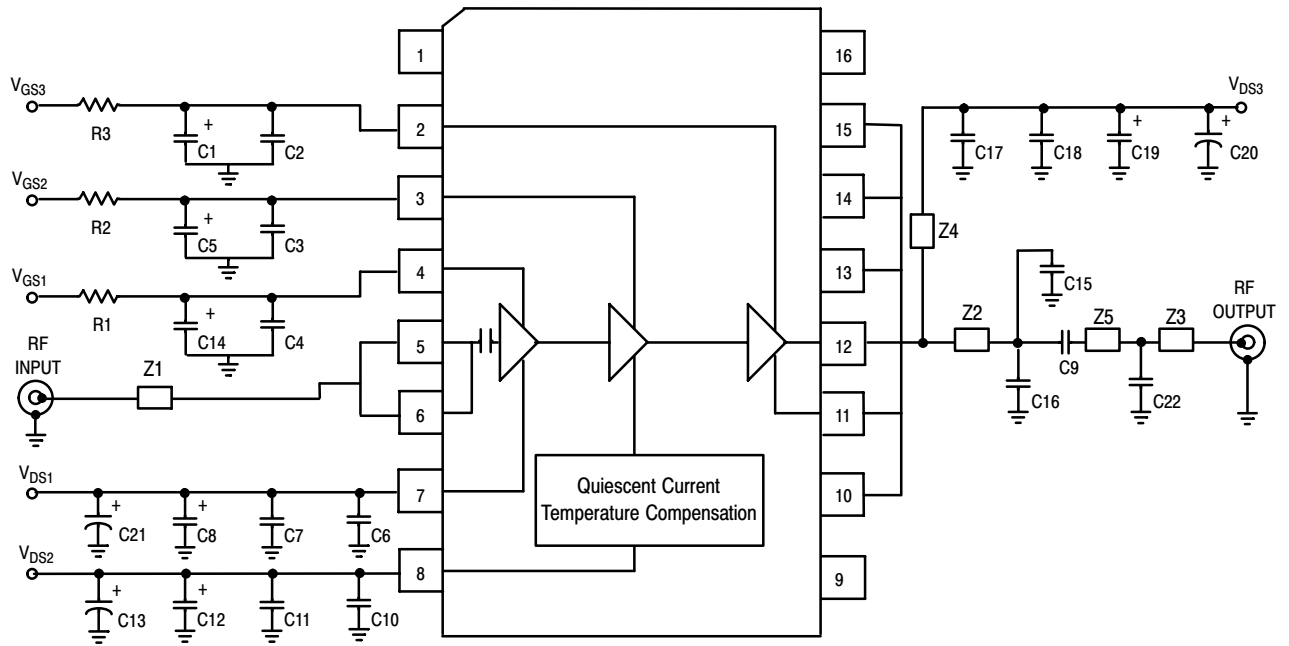 1
16
VGS3
R3
+
C1
C2
2
15
VDS3
C17
C18
+
C19
+
C20
VGS2
R2
+
C5
C3
3
14
Z4
VGS1
R1
+
C14
C4
4
13
C15
RF
INPUT
Z1
5
6
12
11
Z2
C16
C9
Z5
C22
Z3
RF
OUTPUT
Quiescent Current
Temperature Compensation
VDS1
+
C21
+
C8
C7
C6
7
10
VDS2
+
C13
+
C12
C11
C10
8
9